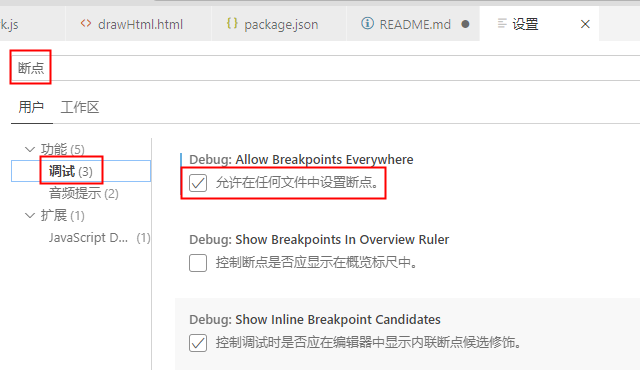 k.js drawHtml.html package.json README.md 设置
断点
用户 工作区
功能 (5)
调试 (3)
音频提示 (2)
扩展 (1)
JavaScript D... (1)
Debug: Allow Breakpoints Everywhere
允许在任何文件中设置断点。
Debug: Show Breakpoints In Overview Ruler
控制断点是否应显示在概览标尺中。
Debug: Show Inline Breakpoint Candidates
控制调试时是否应在编辑器中显示内联断点候选修饰。